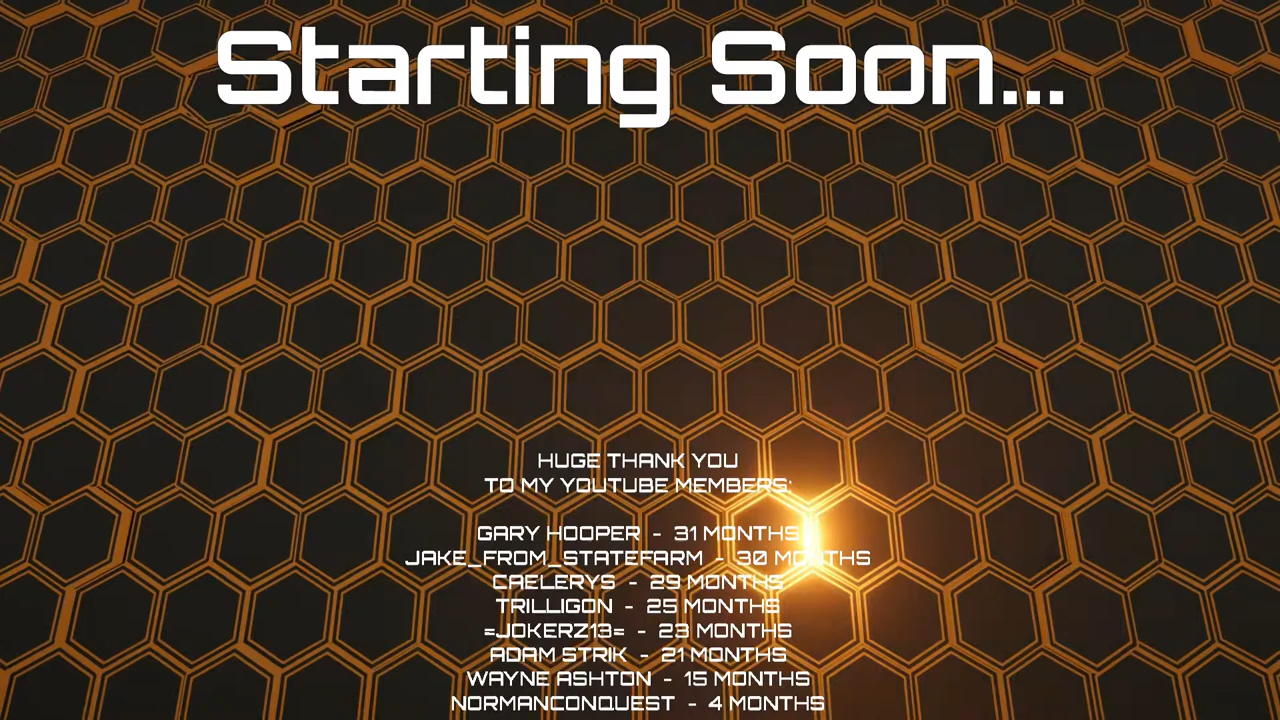 Starting Soon...
HUGE THANK YOU
TO MY YOUTUBE MEMBERS:
GARY HOOPER - 31 MONTHS
JAKE_FROM_STATEFARM - 30 MONTHS
CAELERYS - 29 MONTHS
TRILLIGON - 25 MONTHS
=JOKERZ13= - 23 MONTHS
ADAM STRIK - 21 MONTHS
WAYNE ASHTON - 15 MONTHS
NORMANCONQUEST - 4 MONTHS